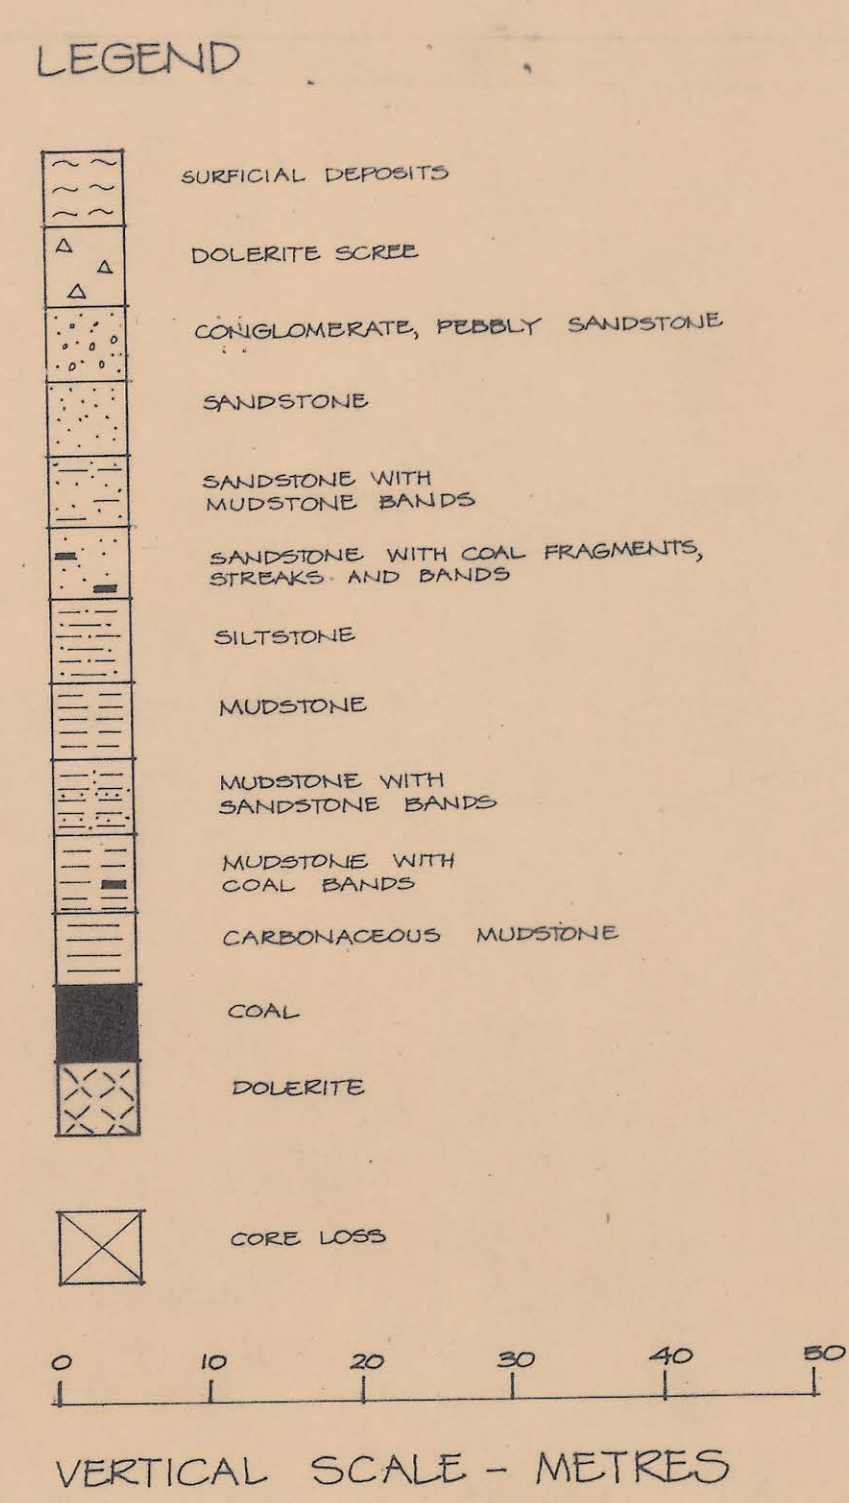 LEGEND
SURFICIAL DEPOSITS
DOLERITE SCREE
CONGLOMERATE, PEBBLY SANDSTONE
SANDSTONE
SANDSTONE WITH
MUDSTONE BANDS
SANDSTONE WITH COAL FRAGMENTS,
STREAKS AND BANDS
SILTSTONE
MUDSTONE
MUDSTONE WITH
SANDSTONE BANDS
MUDSTONE WITH
COAL BANDS
CARBONACEOUS MUDSTONE
COAL
DOLERITE
CORE LOSS
0 10 20 30 40 50
VERTICAL SCALE - METRES